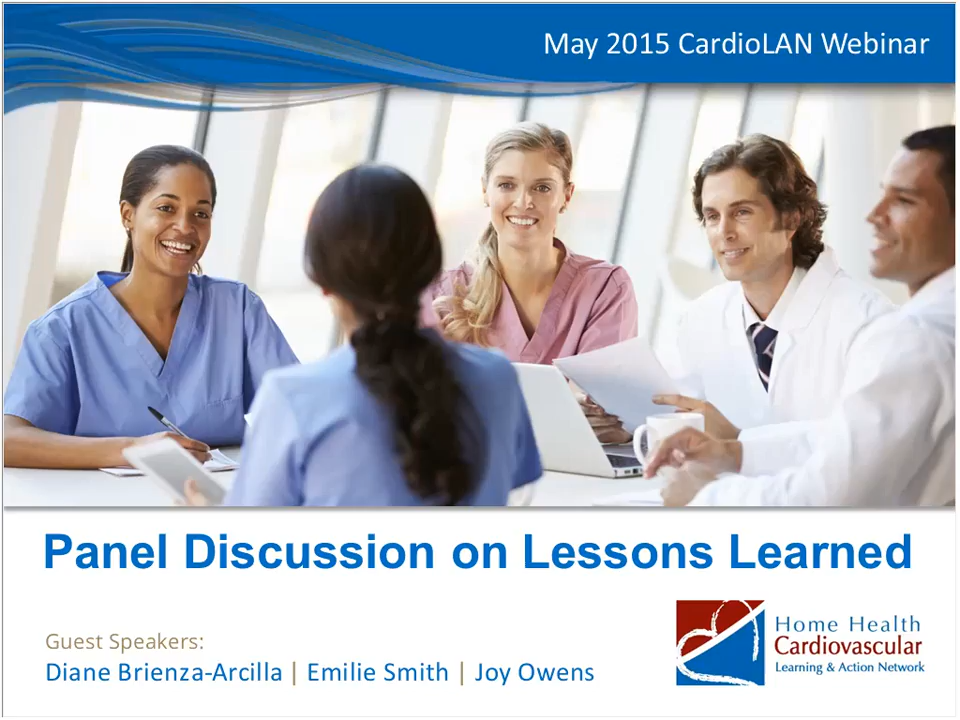 May 2015 CardioLAN Webinar
Panel Discussion on Lessons Learned
Guest Speakers:
Diane Brienza-Arcilla | Emilie Smith | Joy Owens
Home Health
Cardiovascular
Learning & Action Network